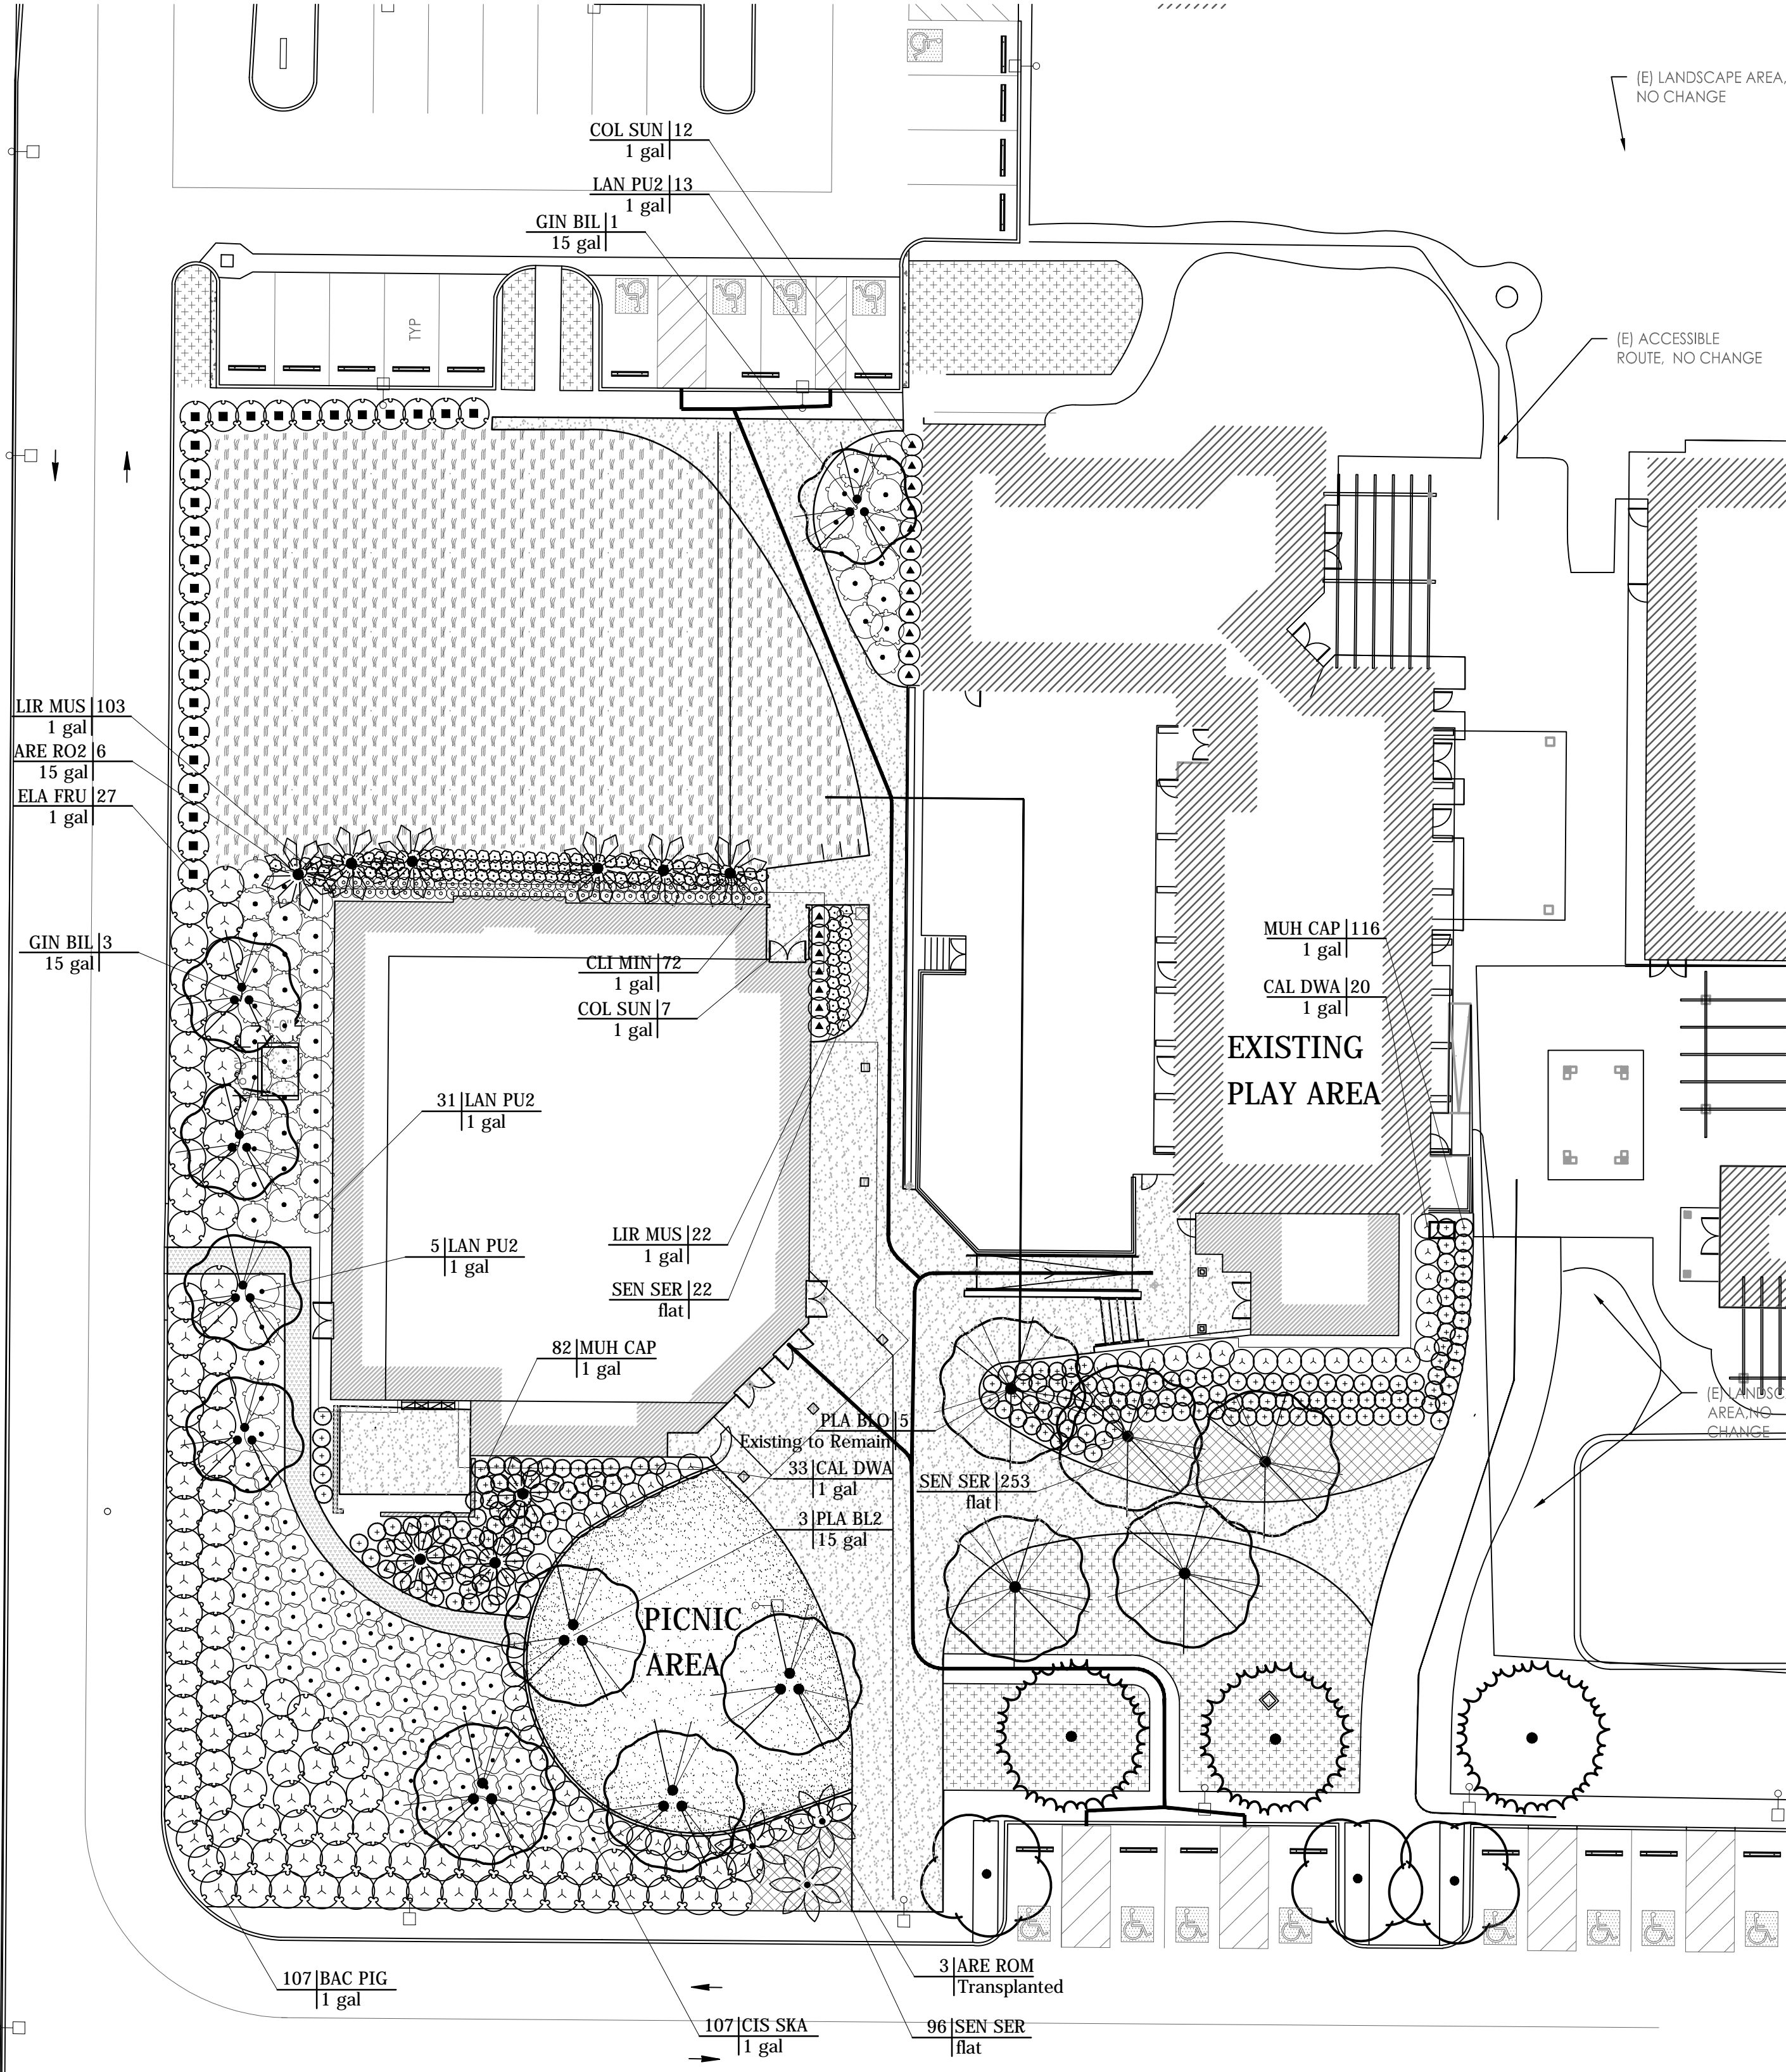 (E) LANDSCAPE AREA,
NO CHANGE
COL SUN 12
1 gal
LAN PU2 13
1 gal
GIN BIL 1
15 gal
TYP
(E) ACCESSIBLE
ROUTE, NO CHANGE
LIR MUS 103
1 gal
ARE RO2 6
15 gal
ELA FRU 27
1 gal
GIN BIL 3
15 gal
CLI MIN 72
1 gal
COL SUN 7
1 gal
MUH CAP 116
1 gal
CAL DWA 20
1 gal
EXISTING
PLAY AREA
31 LAN PU2
1 gal
5 LAN PU2
1 gal
LIR MUS 22
1 gal
SEN SER 22
flat
82 MUH CAP
1 gal
PLA BLO 5
Existing to Remain
(E) LANDSC
AREA, NO
CHANGE
33 CAL DWA
1 gal
SEN SER 253
flat
3 PLA BL2
15 gal
PICNIC
AREA
3 ARE ROM
Transplanted
107 BAC PIG
1 gal
107 CIS SKA
1 gal
96 SEN SER
flat